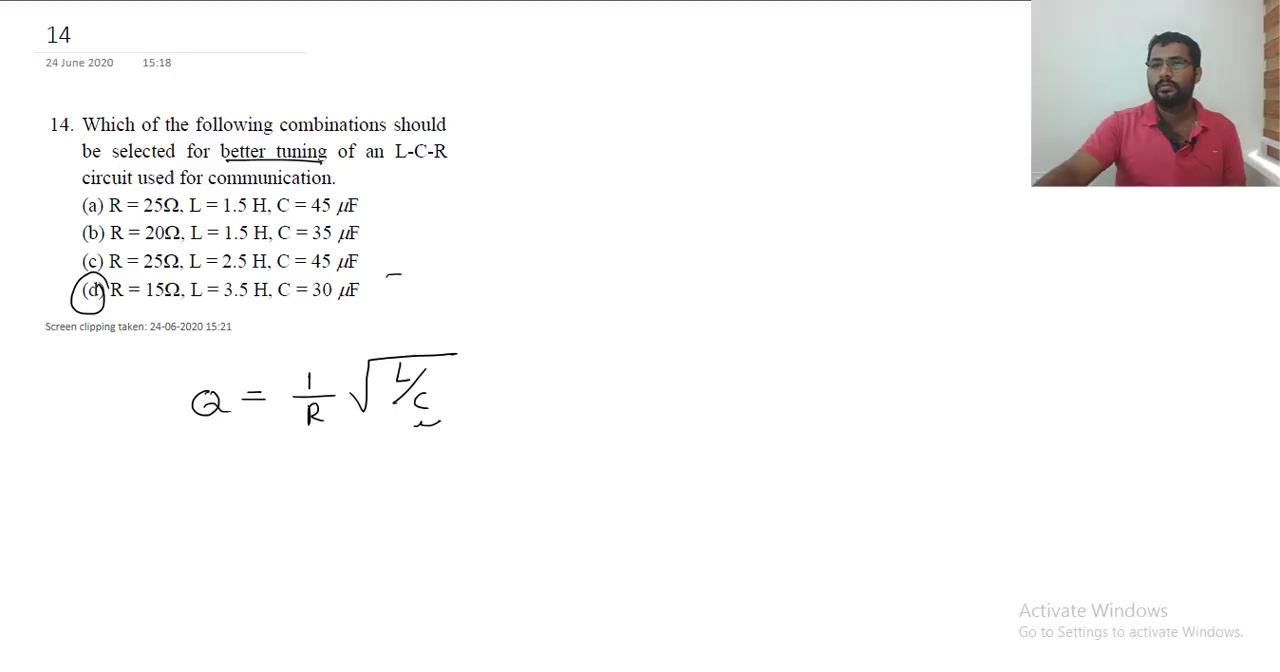 14
24 June 2020 15:18
14. Which of the following combinations should
be selected for better tuning of an L-C-R
circuit used for communication.
(a) R = 25Ω, L = 1.5 H, C = 45 μF
(b) R = 20Ω, L = 1.5 H, C = 35 μF
(c) R = 25Ω, L = 2.5 H, C = 45 μF
(d) R = 15Ω, L = 3.5 H, C = 30 μF
Screen clipping taken: 24-06-2020 15:21
Q = 1/R √(L/C)
Activate Windows
Go to Settings to activate Windows.